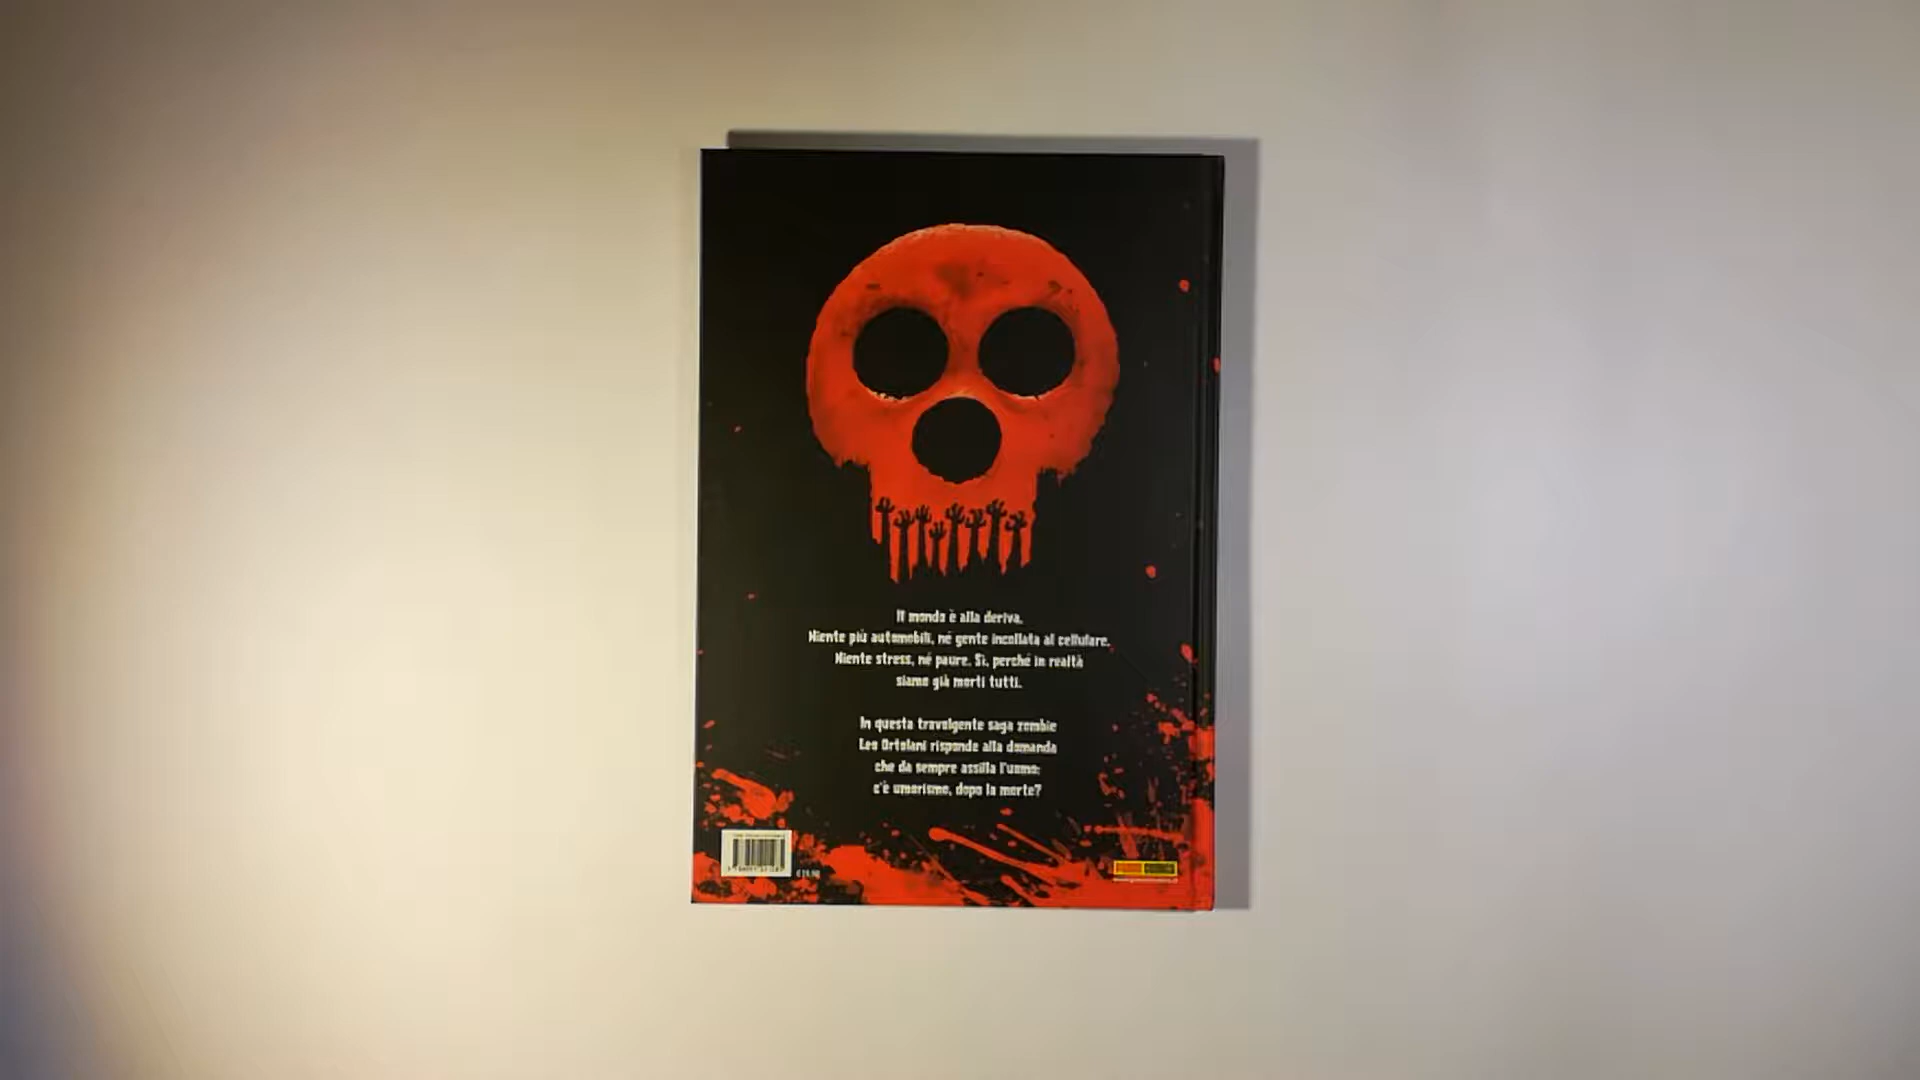 Il mondo è alla deriva.
Niente più automobili, né gente incollata al cellulare.
Niente stress, né paure. Sì, perché in realtà
siamo già morti tutti.
In questa travolgente saga zombie
Leo Ortolani risponde alla domanda
che da sempre assilla l'uomo:
c'è umorismo, dopo la morte?